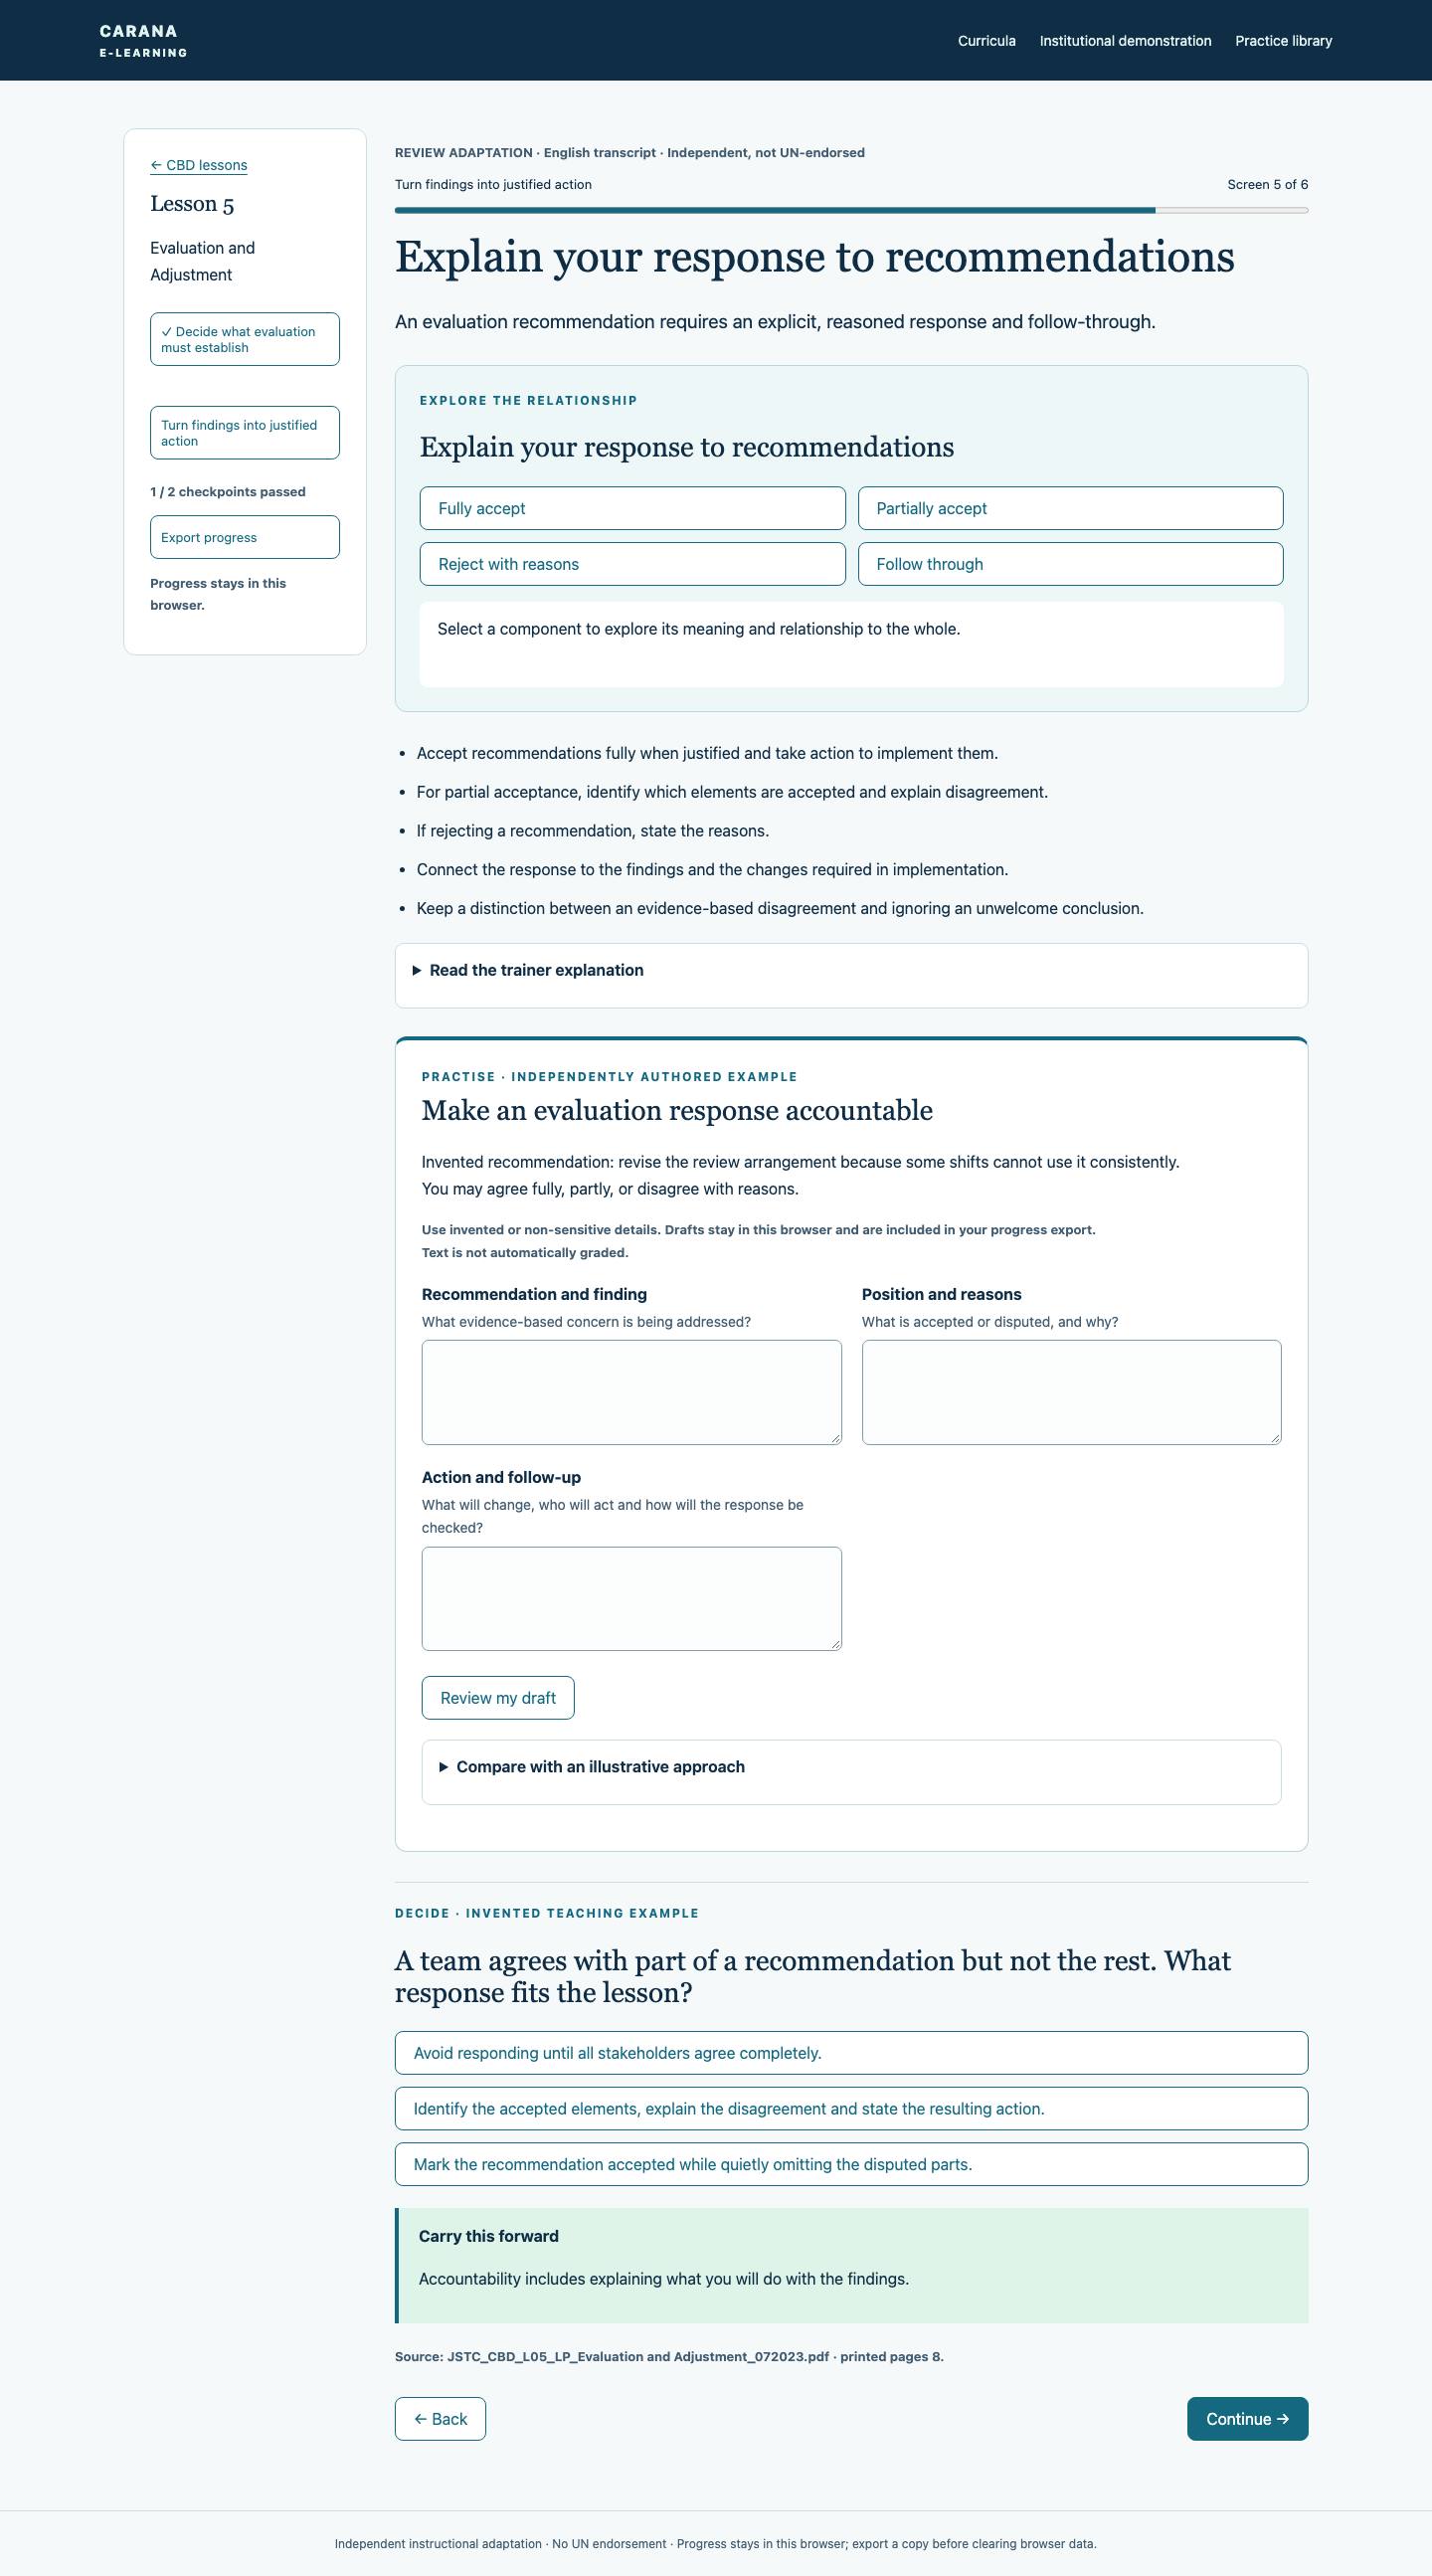 CARANA
E-LEARNING
Curricula
Institutional demonstration
Practice library
← CBD lessons
Lesson 5
Evaluation and
Adjustment
✓ Decide what evaluation
must establish
Turn findings into justified
action
1 / 2 checkpoints passed
Export progress
Progress stays in this
browser.
REVIEW ADAPTATION · English transcript · Independent, not UN-endorsed
Turn findings into justified action
Screen 5 of 6
Explain your response to recommendations
An evaluation recommendation requires an explicit, reasoned response and follow-through.
EXPLORE THE RELATIONSHIP
Explain your response to recommendations
Fully accept
Partially accept
Reject with reasons
Follow through
Select a component to explore its meaning and relationship to the whole.
• Accept recommendations fully when justified and take action to implement them.
• For partial acceptance, identify which elements are accepted and explain disagreement.
• If rejecting a recommendation, state the reasons.
• Connect the response to the findings and the changes required in implementation.
• Keep a distinction between an evidence-based disagreement and ignoring an unwelcome conclusion.
▶ Read the trainer explanation
PRACTISE · INDEPENDENTLY AUTHORED EXAMPLE
Make an evaluation response accountable
Invented recommendation: revise the review arrangement because some shifts cannot use it consistently.
You may agree fully, partly, or disagree with reasons.
Use invented or non-sensitive details. Drafts stay in this browser and are included in your progress export.
Text is not automatically graded.
Recommendation and finding
What evidence-based concern is being addressed?
Position and reasons
What is accepted or disputed, and why?
Action and follow-up
What will change, who will act and how will the response be
checked?
Review my draft
▶ Compare with an illustrative approach
DECIDE · INVENTED TEACHING EXAMPLE
A team agrees with part of a recommendation but not the rest. What
response fits the lesson?
Avoid responding until all stakeholders agree completely.
Identify the accepted elements, explain the disagreement and state the resulting action.
Mark the recommendation accepted while quietly omitting the disputed parts.
Carry this forward
Accountability includes explaining what you will do with the findings.
Source: JSTC_CBD_L05_LP_Evaluation and Adjustment_072023.pdf · printed pages 8.
← Back
Continue →
Independent instructional adaptation · No UN endorsement · Progress stays in this browser; export a copy before clearing browser data.